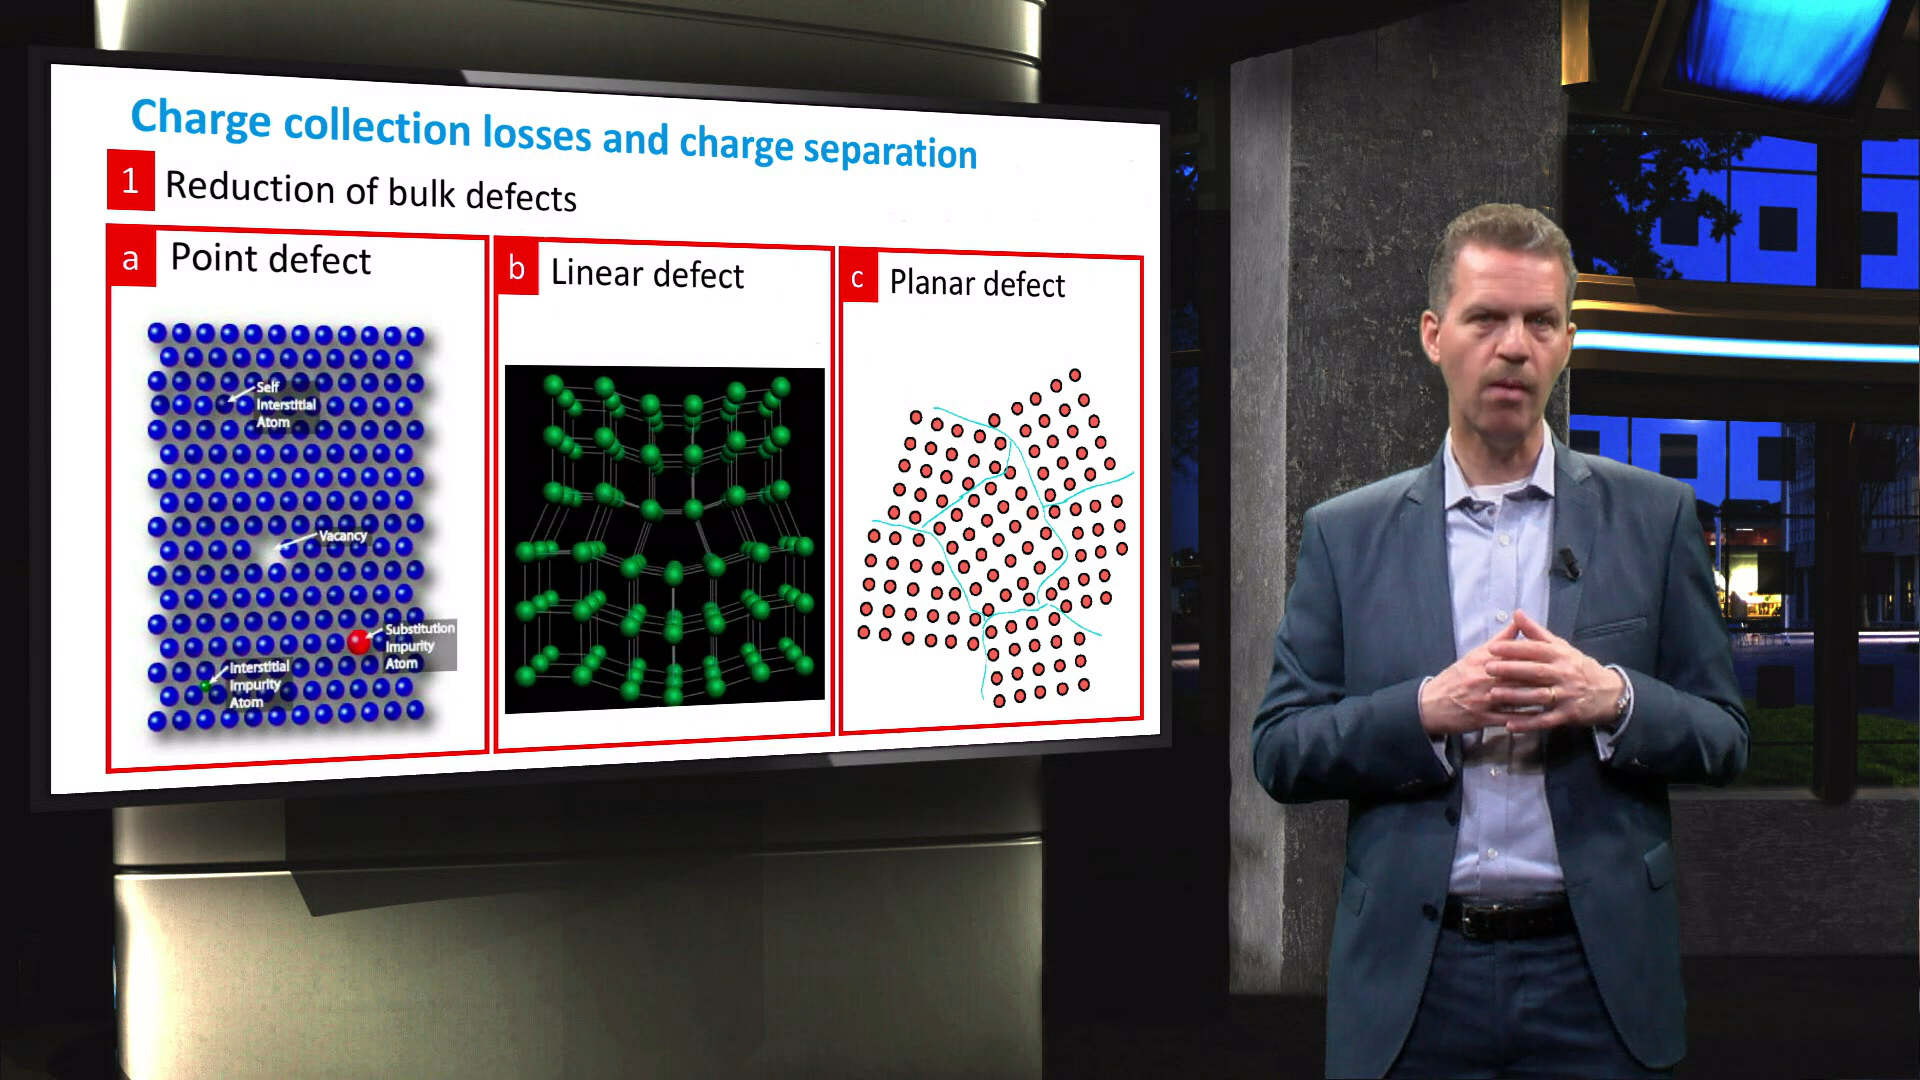 Charge collection losses and charge separation
1 Reduction of bulk defects
a Point defect
Self
Interstitial
Atom
Vacancy
Substitution
Impurity
Atom
Interstitial
Impurity
Atom
b Linear defect
c Planar defect